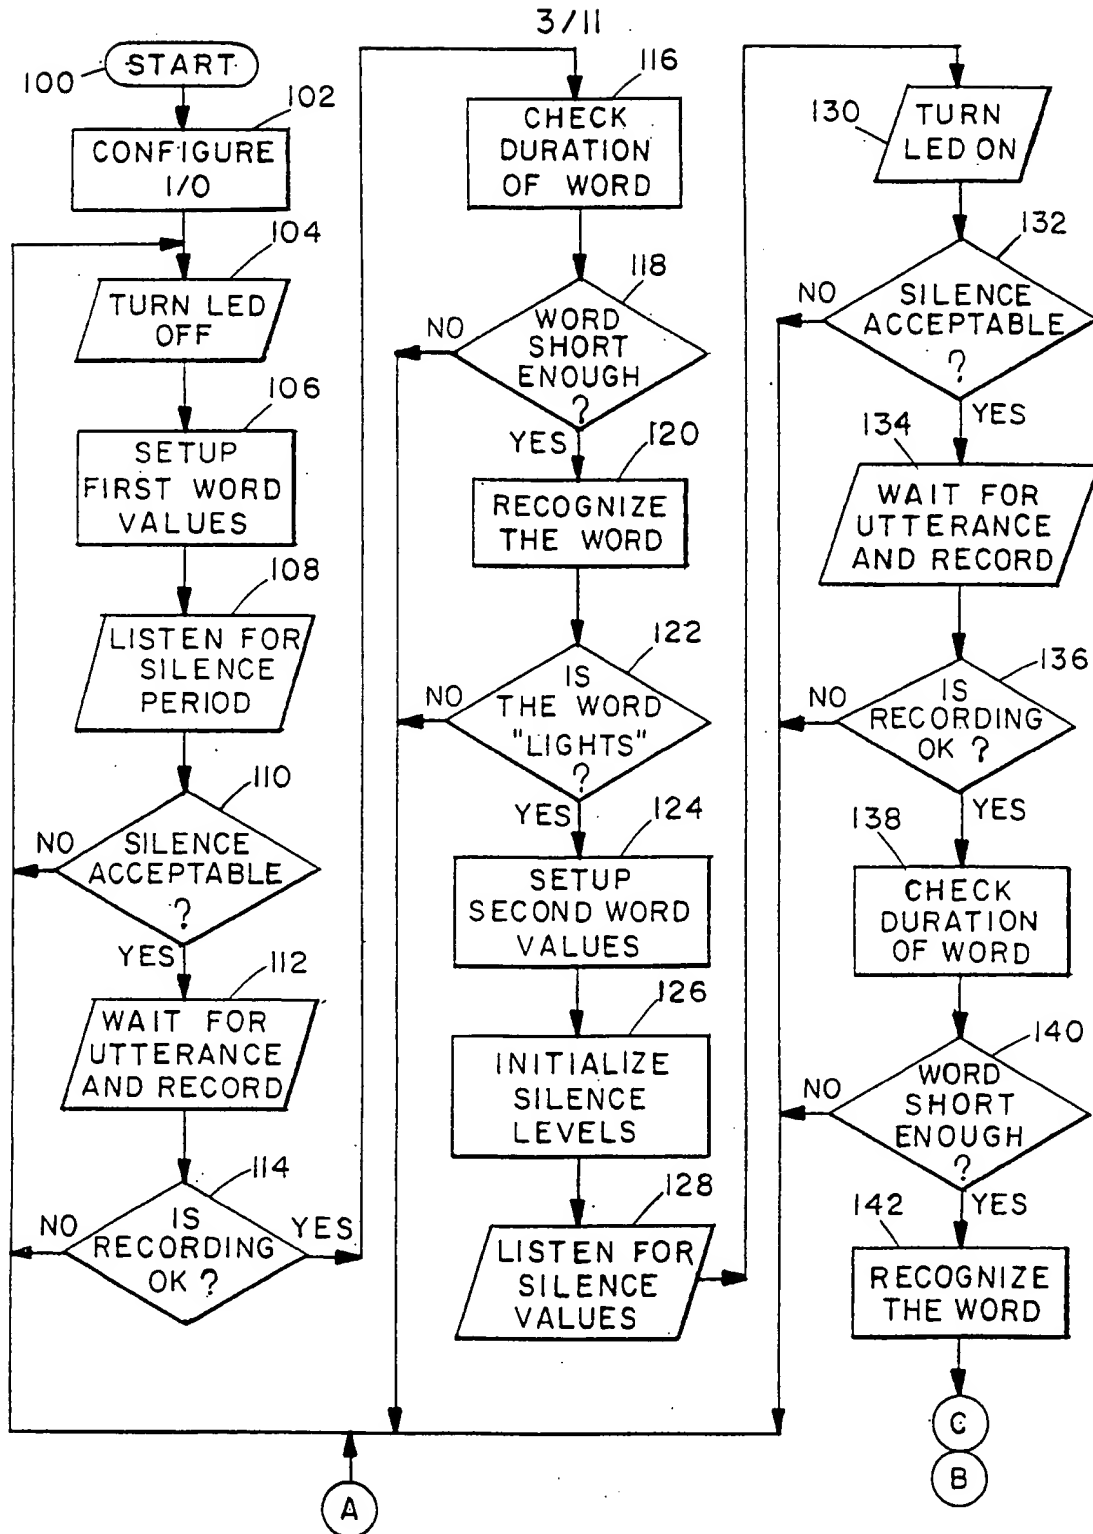 3/11
100
START
102
CONFIGURE
I/O
104
TURN LED
OFF
106
SETUP
FIRST WORD
VALUES
108
LISTEN FOR
SILENCE
PERIOD
110
NO
SILENCE
ACCEPTABLE
?
YES
112
WAIT FOR
UTTERANCE
AND RECORD
114
NO
IS
RECORDING
OK ?
YES
116
CHECK
DURATION
OF WORD
118
NO
WORD
SHORT
ENOUGH
?
YES
120
RECOGNIZE
THE WORD
122
NO
IS
THE WORD
"LIGHTS"
?
YES
124
SETUP
SECOND WORD
VALUES
126
INITIALIZE
SILENCE
LEVELS
128
LISTEN FOR
SILENCE
VALUES
130
TURN
LED ON
132
NO
SILENCE
ACCEPTABLE
?
YES
134
WAIT FOR
UTTERANCE
AND RECORD
136
NO
IS
RECORDING
OK ?
YES
138
CHECK
DURATION
OF WORD
140
NO
WORD
SHORT
ENOUGH
?
YES
142
RECOGNIZE
THE WORD
C
B
A